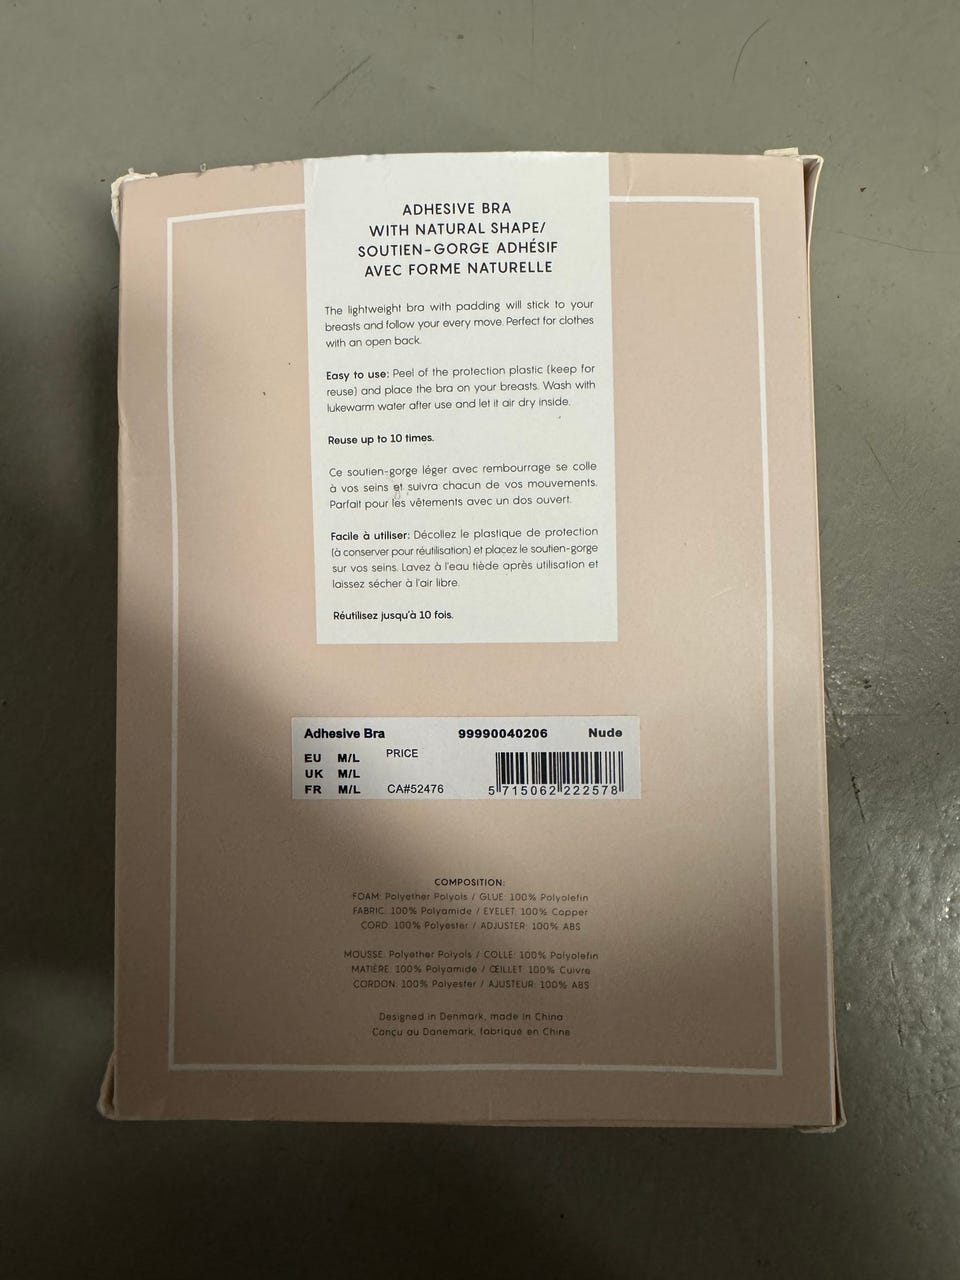 ADHESIVE BRA
WITH NATURAL SHAPE/
SOUTIEN-GORGE ADHÉSIF
AVEC FORME NATURELLE
The lightweight bra with padding will stick to your
breasts and follow your every move. Perfect for clothes
with an open back.
Easy to use: Peel of the protection plastic (keep for
reuse) and place the bra on your breasts. Wash with
lukewarm water after use and let it air dry inside.
Reuse up to 10 times.
Ce soutien-gorge léger avec rembourrage se colle
à vos seins et suivra chacun de vos mouvements.
Parfait pour les vêtements avec un dos ouvert.
Facile à utiliser: Décollez le plastique de protection
(à conserver pour réutilisation) et placez le soutien-gorge
sur vos seins. Lavez à l'eau tiède après utilisation et
laissez sécher à l'air libre.
Réutilisez jusqu'à 10 fois.
Adhesive Bra 99990040206 Nude
EU M/L PRICE
UK M/L
FR M/L CA#52476 5 715062 222578
COMPOSITION:
FOAM: Polyether Polyols / GLUE: 100% Polyolefin
FABRIC: 100% Polyamide / EYELET: 100% Copper
CORD: 100% Polyester / ADJUSTER: 100% ABS
MOUSSE: Polyether Polyols / COLLE: 100% Polyolefin
MATIÈRE: 100% Polyamide / ŒILLET: 100% Cuivre
CORDON: 100% Polyester / AJUSTEUR: 100% ABS
Designed in Denmark, made in China
Conçu au Danemark, fabriqué en Chine